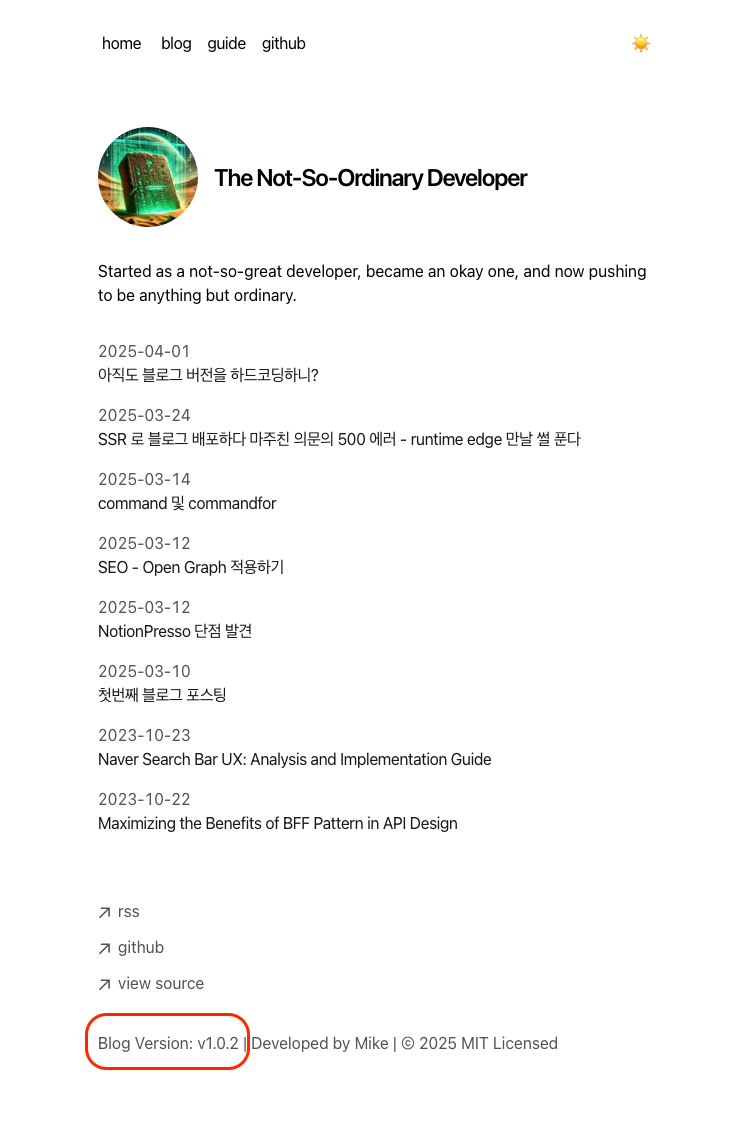 home blog guide github
The Not-So-Ordinary Developer
Started as a not-so-great developer, became an okay one, and now pushing
to be anything but ordinary.
2025-04-01
아직도 블로그 버전을 하드코딩하니?
2025-03-24
SSR 로 블로그 배포하다 마주친 의문의 500 에러 - runtime edge 만날 썰 푼다
2025-03-14
command 및 commandfor
2025-03-12
SEO - Open Graph 적용하기
2025-03-12
NotionPresso 단점 발견
2025-03-10
첫번째 블로그 포스팅
2023-10-23
Naver Search Bar UX: Analysis and Implementation Guide
2023-10-22
Maximizing the Benefits of BFF Pattern in API Design
rss
github
view source
Blog Version: v1.0.2 | Developed by Mike | © 2025 MIT Licensed